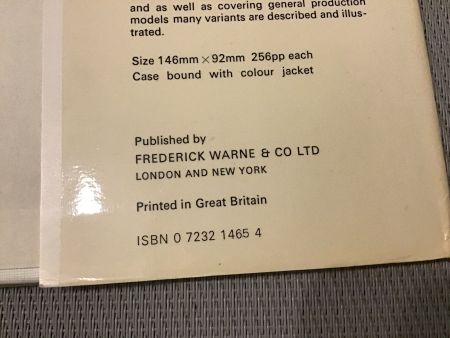 and as well as covering general production
models many variants are described and illus-
trated.
Size 146mm × 92mm 256pp each
Case bound with colour jacket
Published by
FREDERICK WARNE & CO LTD
LONDON AND NEW YORK
Printed in Great Britain
ISBN 0 7232 1465 4